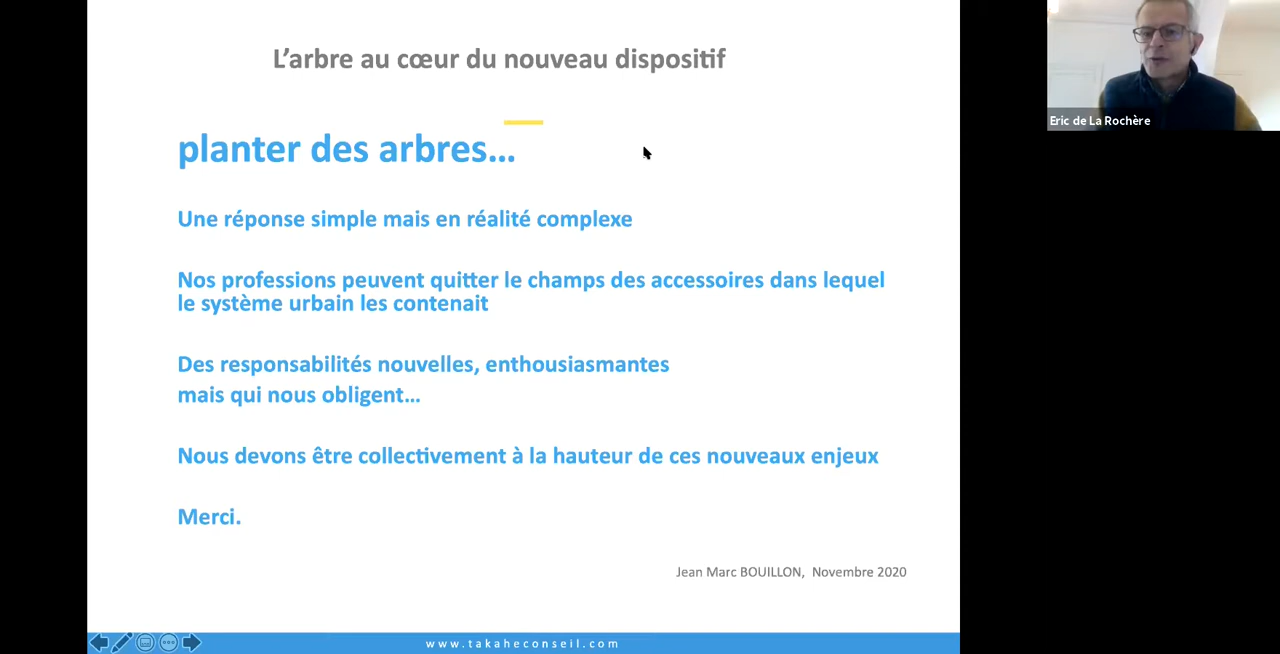 L'arbre au cœur du nouveau dispositif
planter des arbres…
Une réponse simple mais en réalité complexe
Nos professions peuvent quitter le champs des accessoires dans lequel
le système urbain les contenait
Des responsabilités nouvelles, enthousiasmantes
mais qui nous obligent…
Nous devons être collectivement à la hauteur de ces nouveaux enjeux
Merci.
Jean Marc BOUILLON, Novembre 2020
www.takaheconseil.com
Eric de La Rochère